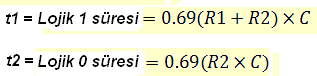 t1 = Lojik 1 süresi = 0.69(R1 + R2) × C
t2 = Lojik 0 süresi = 0.69(R2 × C)